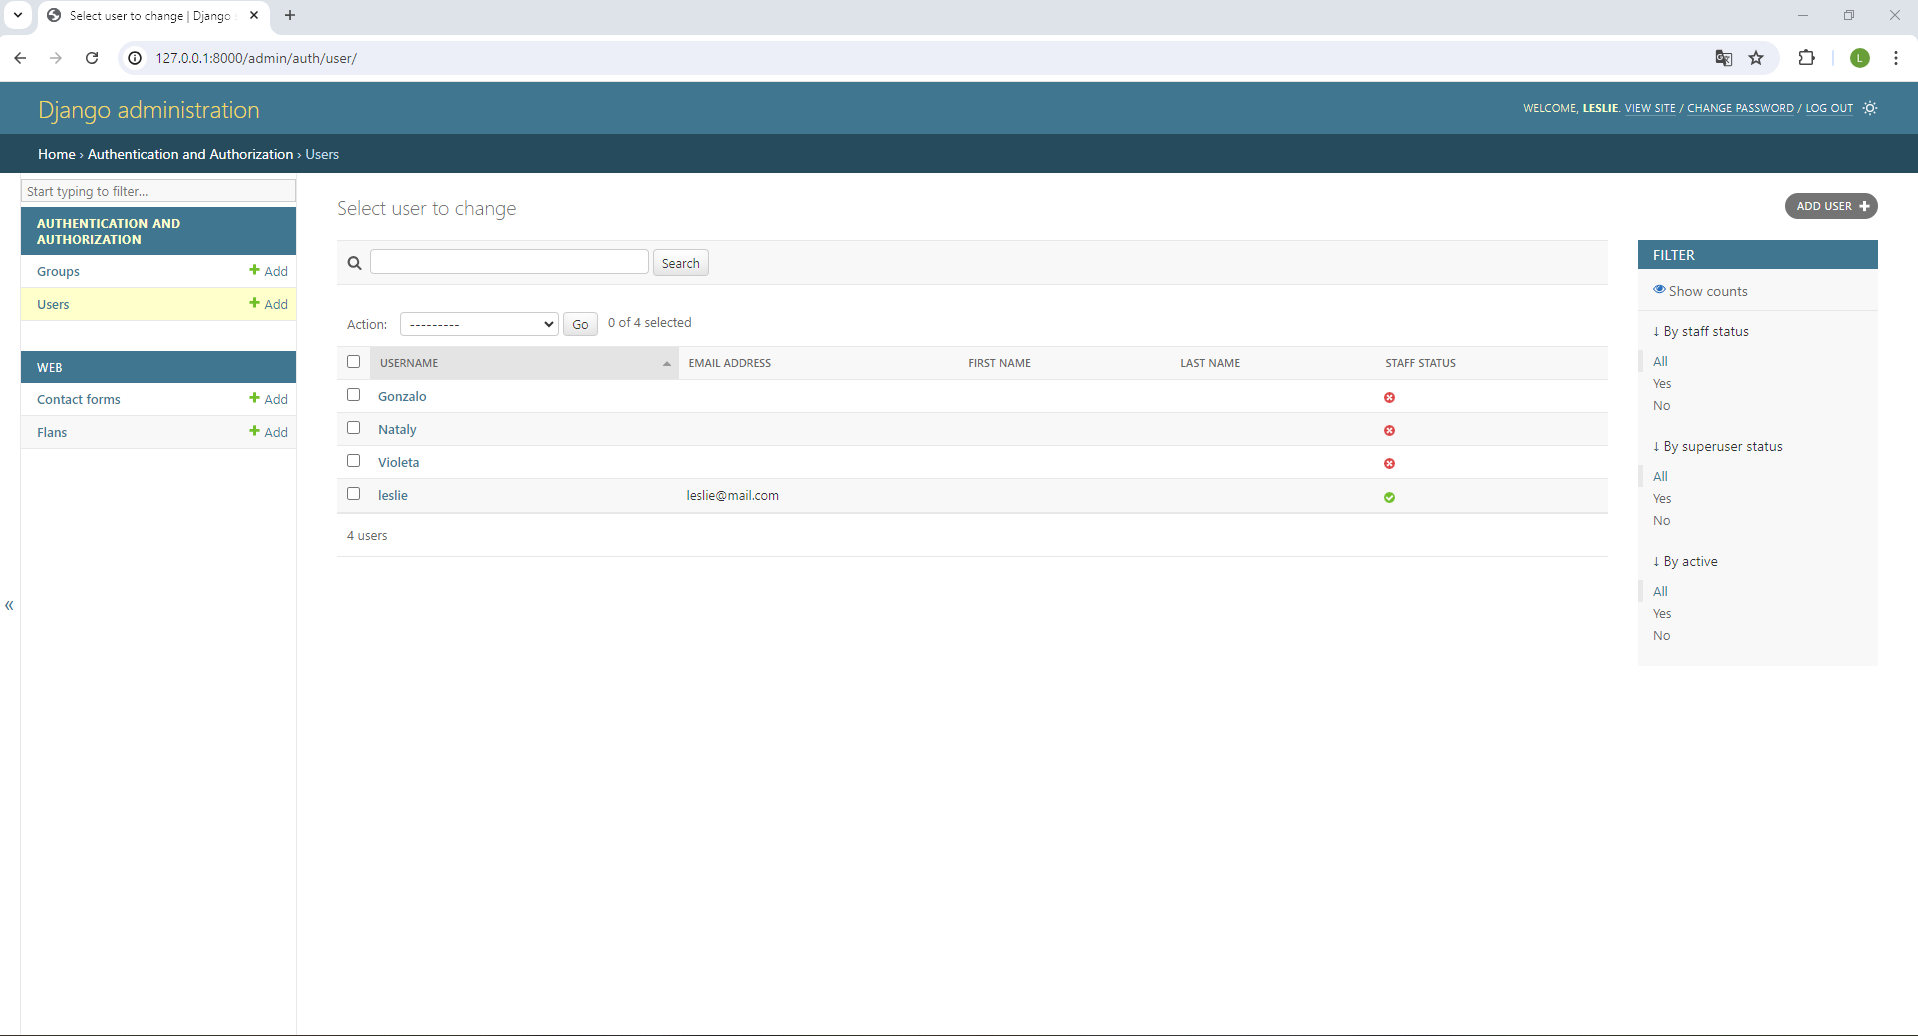 Select user to change | Django
127.0.0.1:8000/admin/auth/user/
L
Django administration
WELCOME, LESLIE. VIEW SITE / CHANGE PASSWORD / LOG OUT
Home › Authentication and Authorization › Users
Start typing to filter...
AUTHENTICATION AND
AUTHORIZATION
Groups + Add
Users + Add
WEB
Contact forms + Add
Flans + Add
«
Select user to change
ADD USER +
Search
Action: --------- Go 0 of 4 selected
USERNAME EMAIL ADDRESS FIRST NAME LAST NAME STAFF STATUS
Gonzalo
Nataly
Violeta
leslie leslie@mail.com
4 users
FILTER
Show counts
↓ By staff status
All
Yes
No
↓ By superuser status
All
Yes
No
↓ By active
All
Yes
No